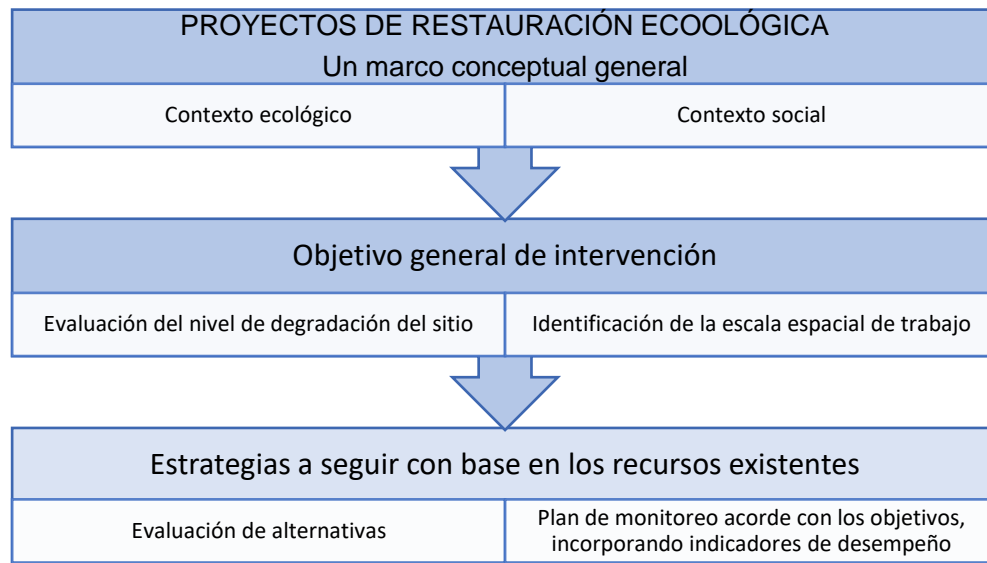 PROYECTOS DE RESTAURACIÓN ECOOLÓGICA
Un marco conceptual general
Contexto ecológico
Contexto social
Objetivo general de intervención
Evaluación del nivel de degradación del sitio
Identificación de la escala espacial de trabajo
Estrategias a seguir con base en los recursos existentes
Evaluación de alternativas
Plan de monitoreo acorde con los objetivos,
incorporando indicadores de desempeño